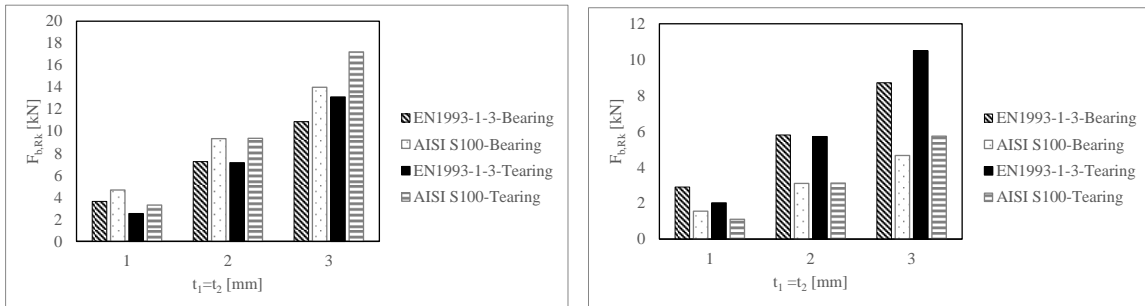 20
18
16
14
12
10
8
6
4
2
0
F_b,Rk [kN]
1 2 3
t₁=t₂ [mm]
EN1993-1-3-Bearing
AISI S100-Bearing
EN1993-1-3-Tearing
AISI S100-Tearing
12
10
8
6
4
2
0
F_b,Rk [kN]
1 2 3
t₁ =t₂ [mm]
EN1993-1-3-Bearing
AISI S100-Bearing
EN1993-1-3-Tearing
AISI S100-Tearing